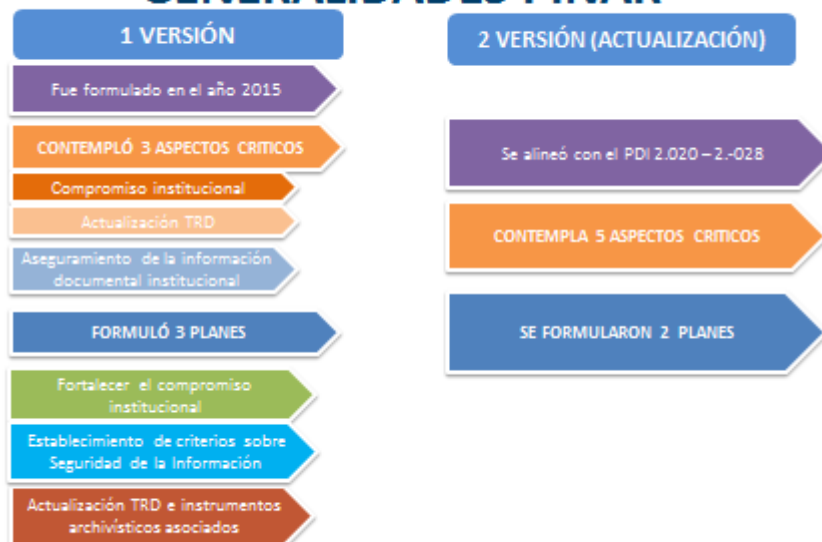 GENERALIDADES PINAR
1 VERSIÓN
Fue formulado en el año 2015
CONTEMPLÓ 3 ASPECTOS CRITICOS
Compromiso institucional
Actualización TRD
Aseguramiento de la información
documental institucional
FORMULÓ 3 PLANES
Fortalecer el compromiso
institucional
Establecimiento de criterios sobre
Seguridad de la Información
Actualización TRD e instrumentos
archivísticos asociados
2 VERSIÓN (ACTUALIZACIÓN)
Se alineó con el PDI 2.020 – 2.-028
CONTEMPLA 5 ASPECTOS CRITICOS
SE FORMULARON 2 PLANES